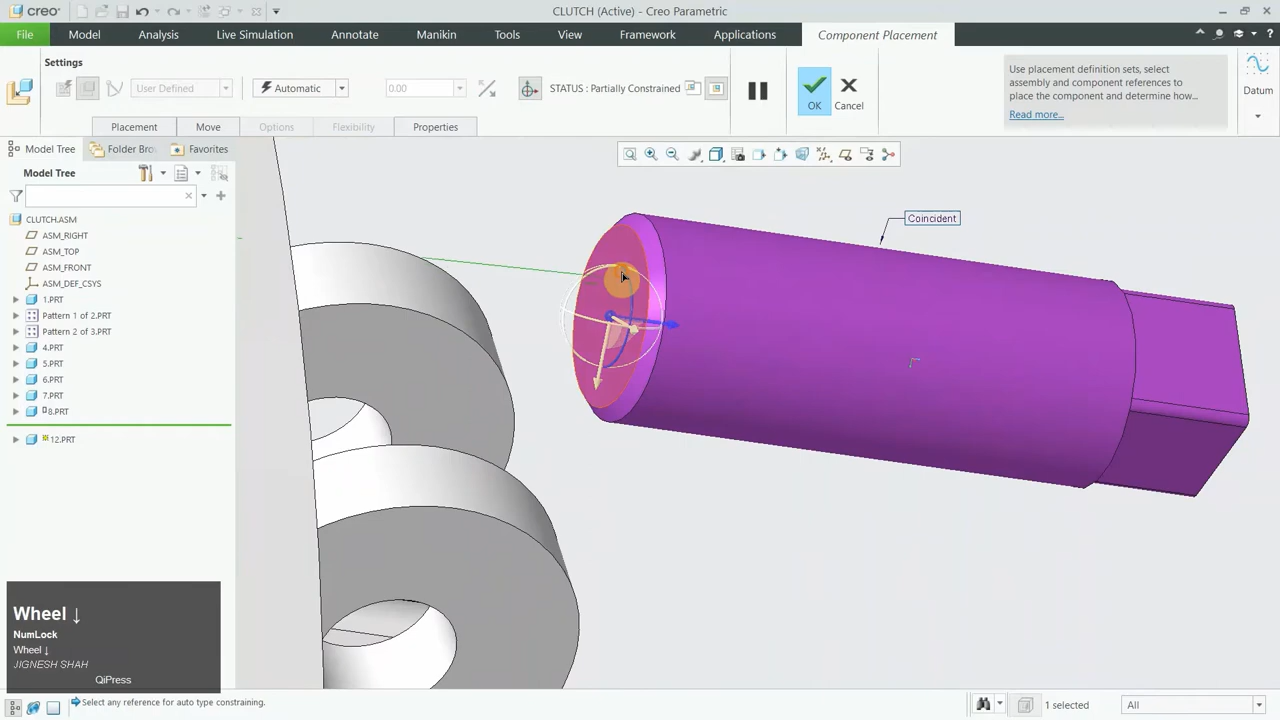 creo®
CLUTCH (Active) - Creo Parametric
File
Model
Analysis
Live Simulation
Annotate
Manikin
Tools
View
Framework
Applications
Component Placement
Settings
User Defined
Automatic
0.00
STATUS : Partially Constrained
OK
Cancel
Use placement definition sets, select
assembly and component references to
place the component and determine how...
Read more...
Datum
Placement
Move
Options
Flexibility
Properties
Model Tree
Folder Bro
Favorites
Model Tree
CLUTCH.ASM
ASM_RIGHT
ASM_TOP
ASM_FRONT
ASM_DEF_CSYS
1.PRT
Pattern 1 of 2.PRT
Pattern 2 of 3.PRT
4.PRT
5.PRT
6.PRT
7.PRT
8.PRT
12.PRT
Coincident
Wheel ↓
NumLock
Wheel ↓
JIGNESH SHAH
QiPress
Select any reference for auto type constraining.
1 selected
All